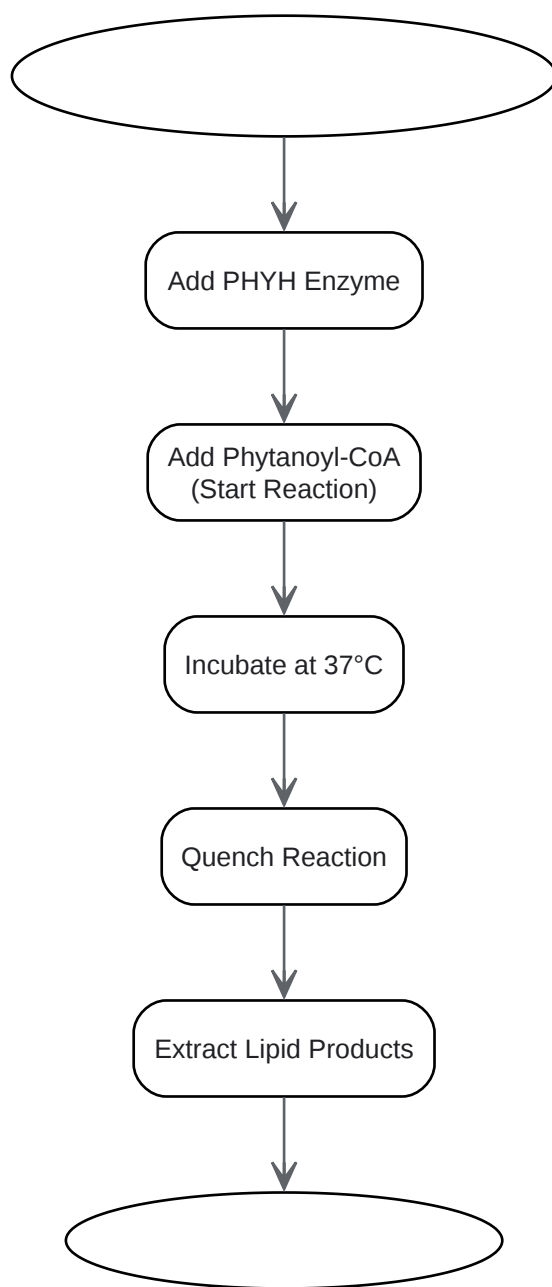 Add PHYH Enzyme
Add Phytanoyl-CoA
(Start Reaction)
Incubate at 37°C
Quench Reaction
Extract Lipid Products